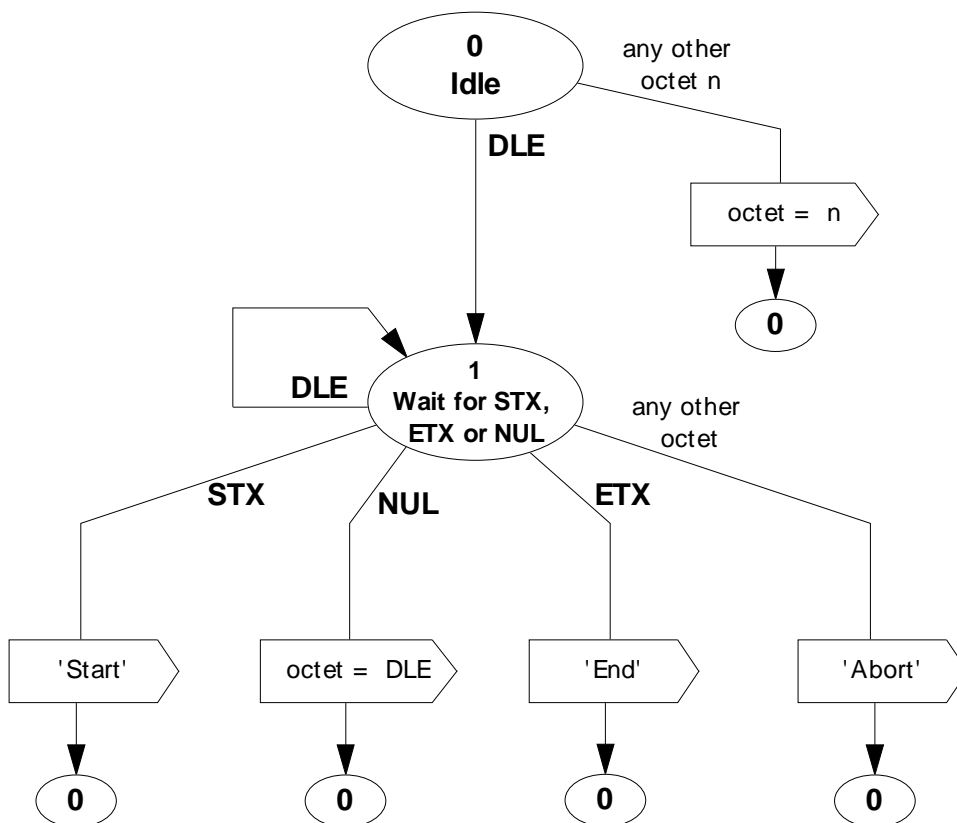 0
Idle
any other
octet n
DLE
octet = n
0
DLE
1
Wait for STX,
ETX or NUL
any other
octet
STX
NUL
ETX
'Start'
octet = DLE
'End'
'Abort'
0
0
0
0